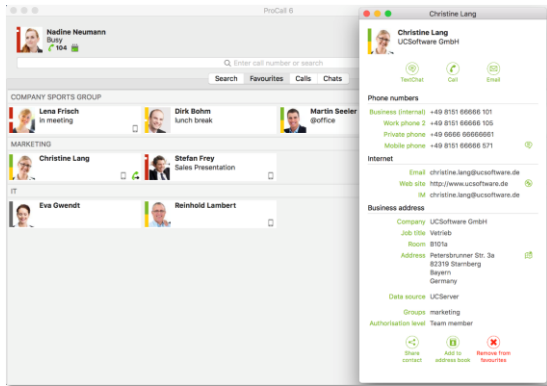 ProCall 6
Nadine Neumann
Busy
104
Enter call number or search
Search Favourites Calls Chats
COMPANY SPORTS GROUP
Lena Frisch
in meeting
Dirk Bohm
lunch break
Martin Seeler
@office
MARKETING
Christine Lang
Stefan Frey
Sales Presentation
IT
Eva Gwendt
Reinhold Lambert
Christine Lang
Christine Lang
UCSoftware GmbH
TextChat Call Email
Phone numbers
Business (internal) +49 8151 66666 101
Work phone 2 +49 8151 66666 105
Private phone +49 6666 66666661
Mobile phone +49 8151 66666 571
Internet
Email christine.lang@ucsoftware.de
Web site http://www.ucsoftware.de
IM christine.lang@ucsoftware.de
Business address
Company UCSoftware GmbH
Job title Vetrieb
Room B101a
Address Petersbrunner Str. 3a
82319 Starnberg
Bayern
Germany
Data source UCServer
Groups marketing
Authorisation level Team member
Share contact
Add to address book
Remove from favourites